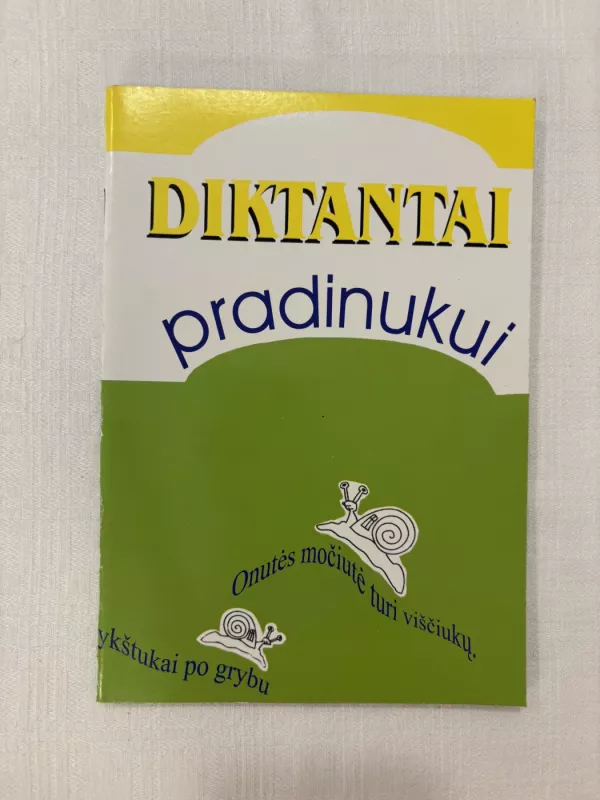 DIKTANTAI
pradinukui
Onutės močiutė turi viščiukų.
ykštukai po grybu